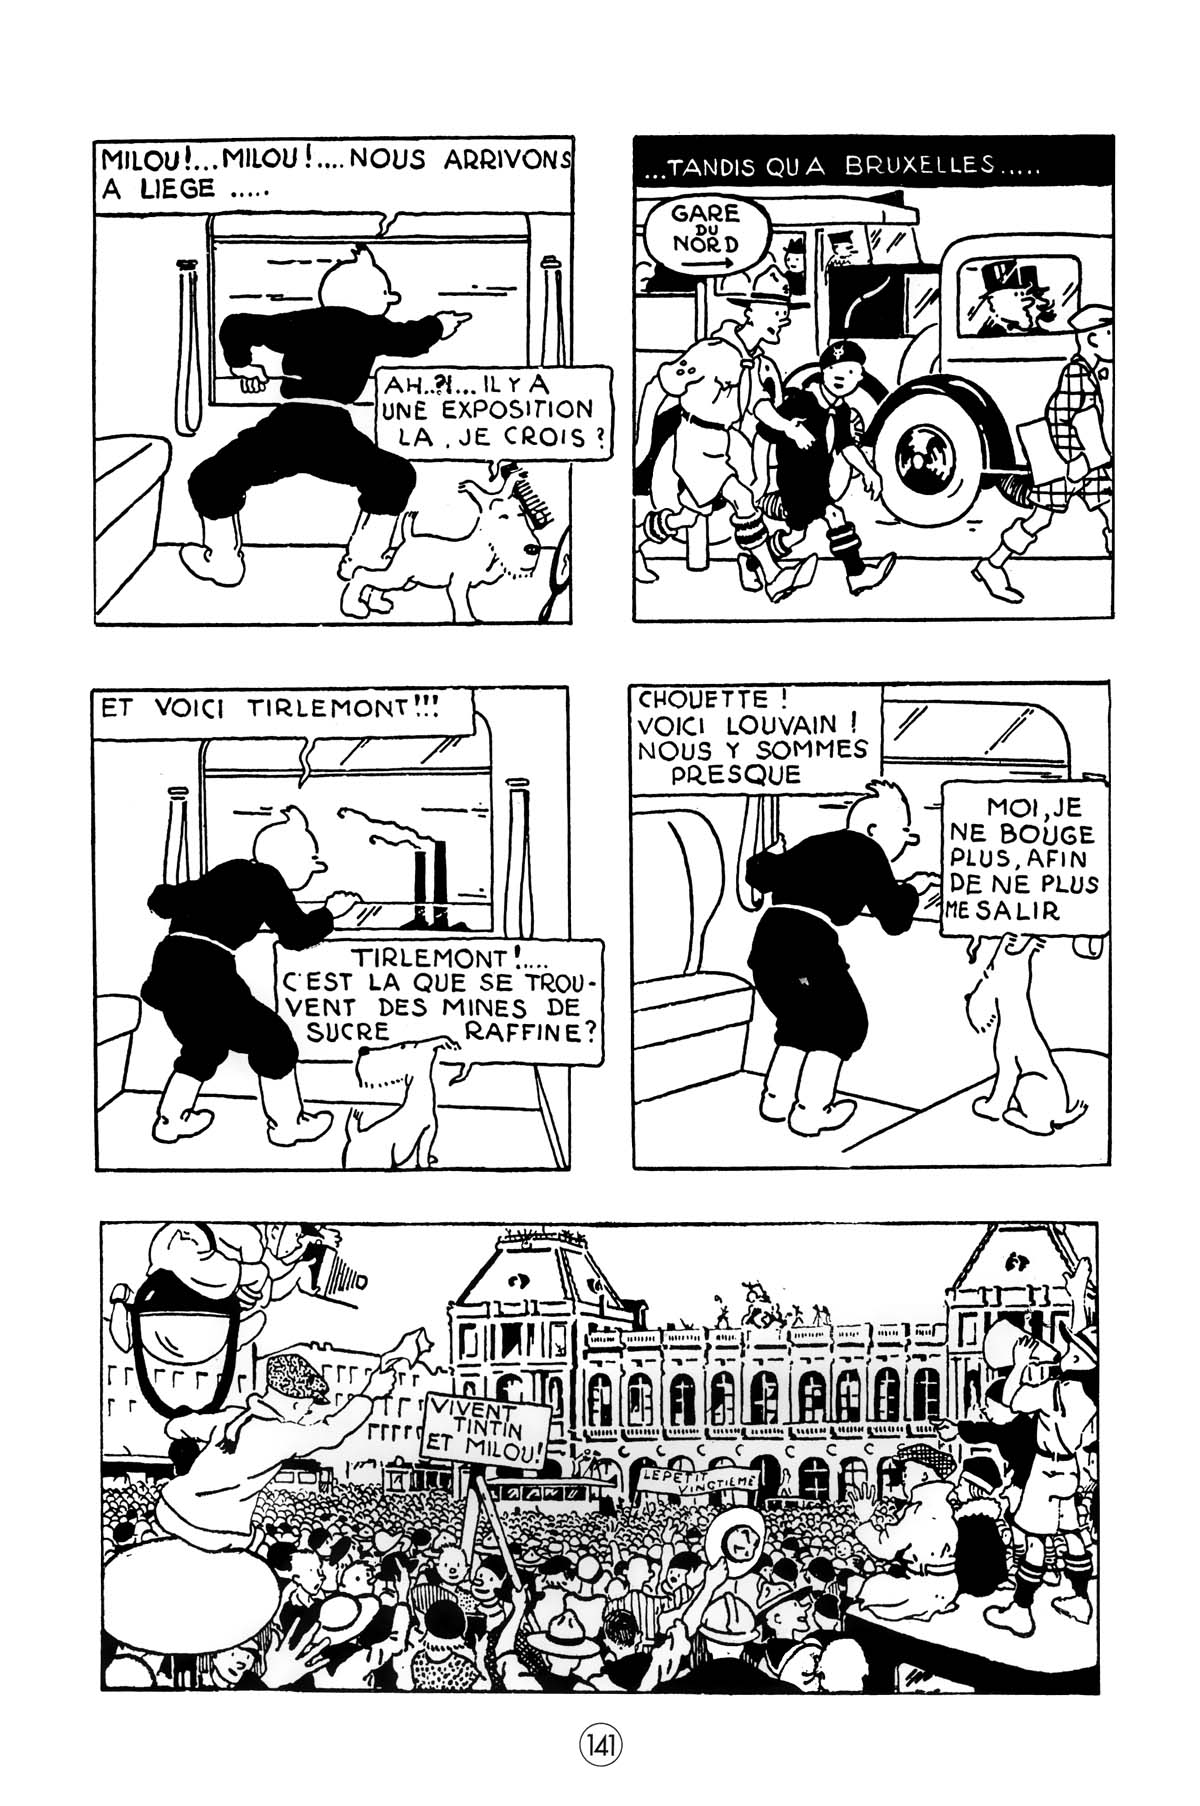 MILOU!...MILOU!....NOUS ARRIVONS
A LIEGE .....
AH..?!... IL Y A
UNE EXPOSITION
LA, JE CROIS?
...TANDIS QU A BRUXELLES.....
GARE
DU
NORD
ET VOICI TIRLEMONT!!!
TIRLEMONT!....
C'EST LA QUE SE TROU-
VENT DES MINES DE
SUCRE RAFFINE?
CHOUETTE!
VOICI LOUVAIN!
NOUS Y SOMMES
PRESQUE
MOI, JE
NE BOUGE
PLUS, AFIN
DE NE PLUS
ME SALIR
VIVENT
TINTIN
ET MILOU!
LE PETIT
VINGTIEME
141